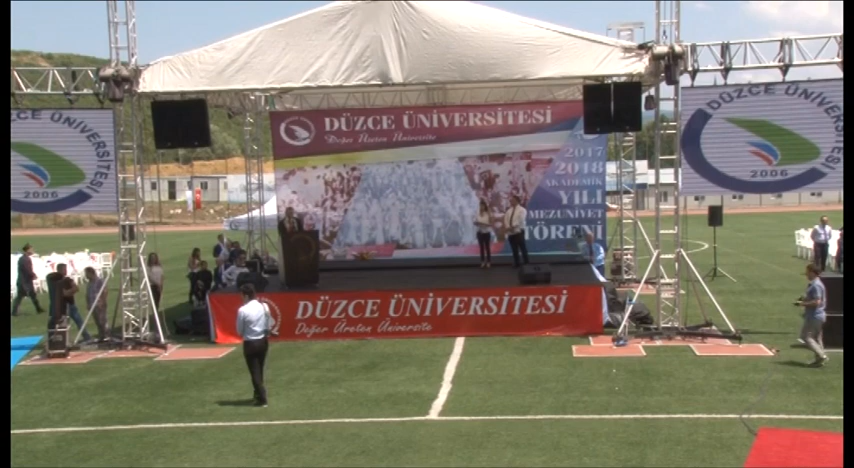 DÜZCE ÜNİVERSİTESİ
Değer Üreten Üniversite
2017
2018
AKADEMİK
YILI
MEZUNİYET
TÖRENİ
DÜZCE ÜNİVERSİTESİ
2006
DÜZCE ÜNİVERSİTESİ
2006
DÜZCE ÜNİVERSİTESİ
Değer Üreten Üniversite